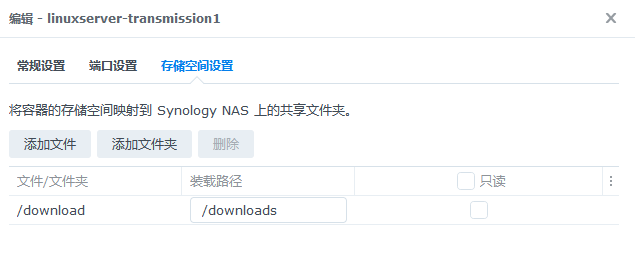 编辑 - linuxserver-transmission1
常规设置 端口设置 存储空间设置
将容器的存储空间映射到 Synology NAS 上的共享文件夹。
添加文件 添加文件夹 删除
文件/文件夹 装载路径 只读
/download /downloads